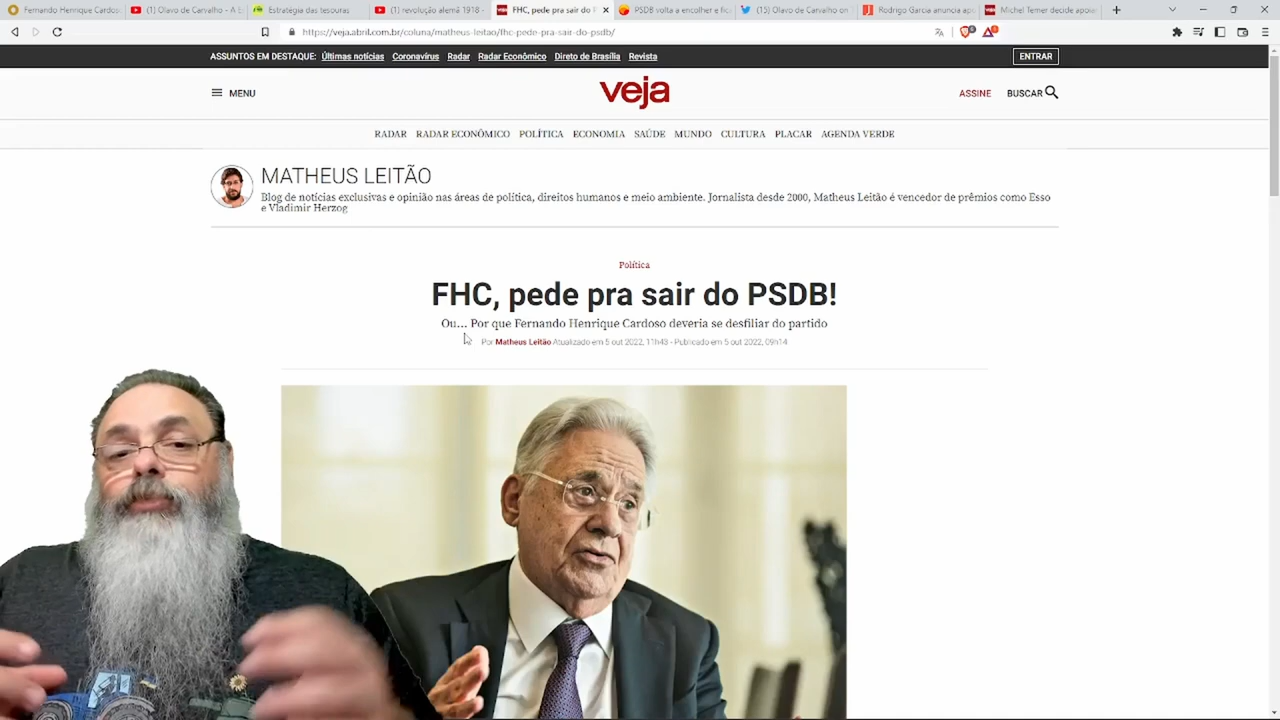 Fernando Henrique Cardos
(1) Olavo de Carvalho - A E
Estratégia das tesouras
(1) revolução alemã 1918 -
FHC, pede pra sair do P
PSDB volta a encolher e fic
(15) Olavo de Carvalho on T
Rodrigo Garcia anuncia apo
Michel Temer decide apoia
https://veja.abril.com.br/coluna/matheus-leitao/fhc-pede-pra-sair-do-psdb/
ASSUNTOS EM DESTAQUE: Últimas notícias Coronavírus Radar Radar Econômico Direto de Brasília Revista
ENTRAR
MENU
veja
ASSINE
BUSCAR
RADAR RADAR ECONÔMICO POLÍTICA ECONOMIA SAÚDE MUNDO CULTURA PLACAR AGENDA VERDE
MATHEUS LEITÃO
Blog de notícias exclusivas e opinião nas áreas de política, direitos humanos e meio ambiente. Jornalista desde 2000, Matheus Leitão é vencedor de prêmios como Esso
e Vladimir Herzog
Política
FHC, pede pra sair do PSDB!
Ou... Por que Fernando Henrique Cardoso deveria se desfiliar do partido
Por Matheus Leitão Atualizado em 5 out 2022, 11h43 - Publicado em 5 out 2022, 09h14